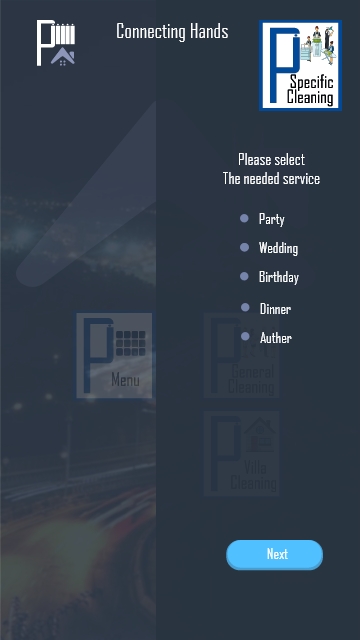 Connecting Hands
Specific
Cleaning
Please select
The needed service
Party
Wedding
Birthday
Dinner
Auther
Menu
General
Cleaning
Villa
Cleaning
Next